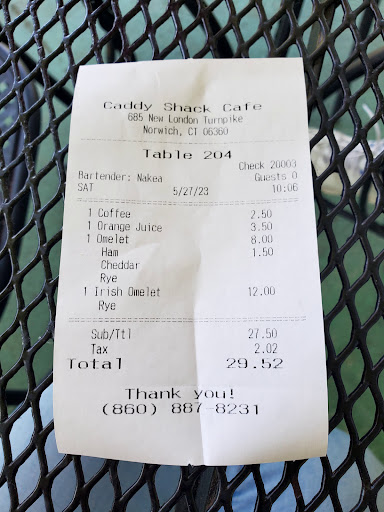 Caddy Shack Cafe
685 New London Turnpike
Norwich, CT 06360
Table 204
Check 20003
Bartender: Nakea Guests 0
SAT 5/27/23 10:06
1 Coffee 2.50
1 Orange Juice 3.50
1 Omelet 8.00
Ham 1.50
Cheddar
Rye
1 Irish Omelet 12.00
Rye
Sub/Ttl 27.50
Tax 2.02
Total 29.52
Thank you!
(860) 887-8231